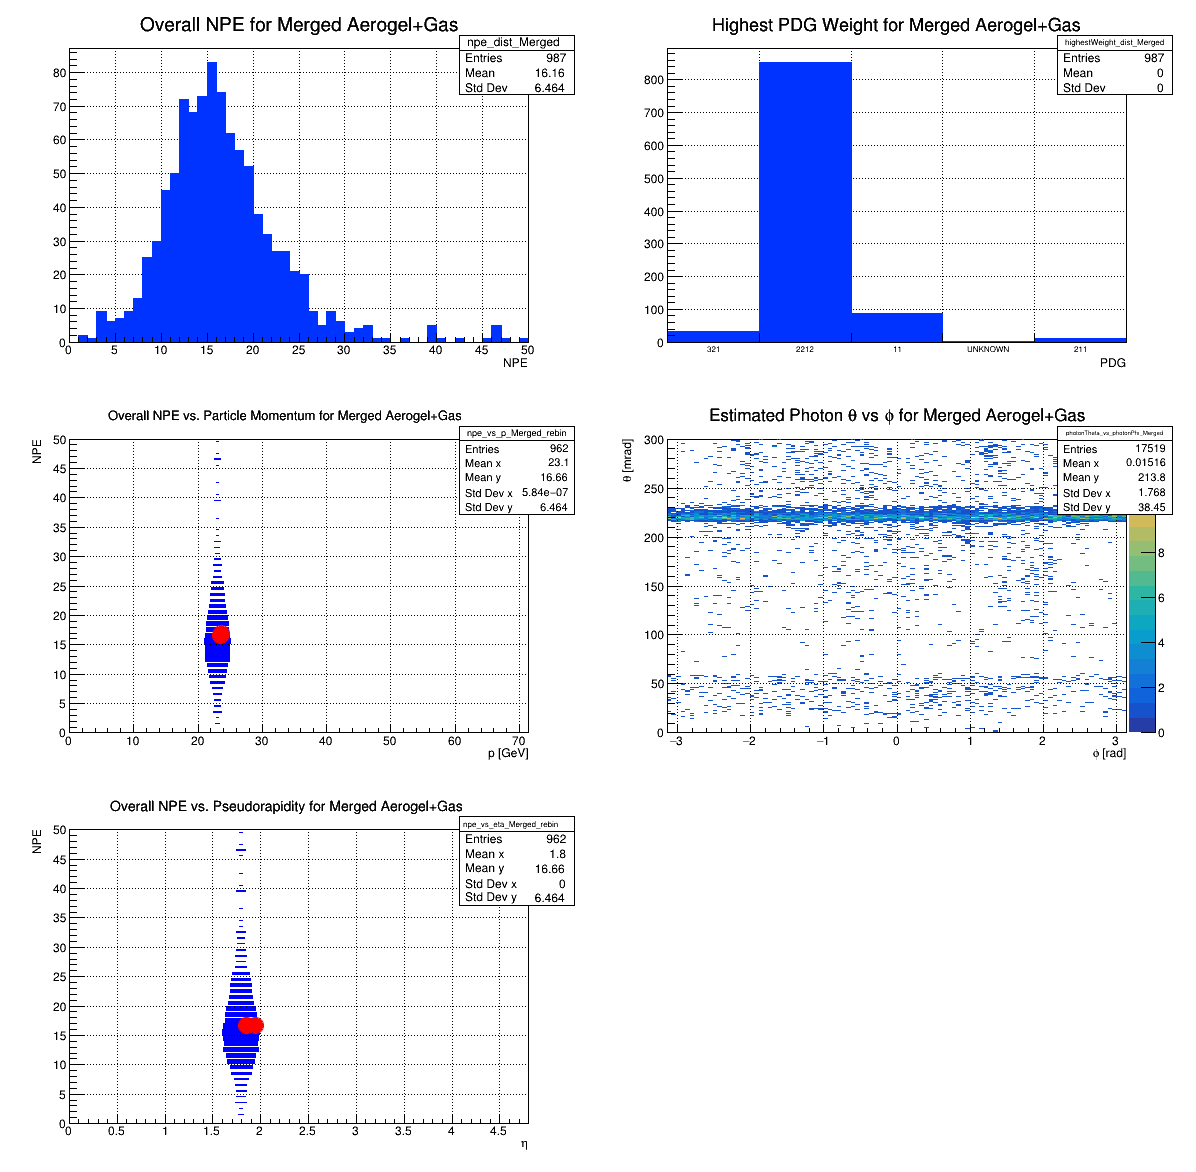 Overall NPE for Merged Aerogel+Gas
npe_dist_Merged
Entries 987
Mean 16.16
Std Dev 6.464
80
70
60
50
40
30
20
10
0
0 5 10 15 20 25 30 35 40 45 50
NPE
Highest PDG Weight for Merged Aerogel+Gas
highestWeight_dist_Merged
Entries 987
Mean 0
Std Dev 0
800
700
600
500
400
300
200
100
0
321 2212 11 UNKNOWN 211
PDG
Overall NPE vs. Particle Momentum for Merged Aerogel+Gas
npe_vs_p_Merged_rebin
Entries 962
Mean x 23.1
Mean y 16.66
Std Dev x 5.84e−07
Std Dev y 6.464
NPE
50
45
40
35
30
25
20
15
10
5
0
0 10 20 30 40 50 60 70
p [GeV]
Estimated Photon θ vs ϕ for Merged Aerogel+Gas
photonTheta_vs_photonPhi_Merged
Entries 17519
Mean x 0.01516
Mean y 213.8
Std Dev x 1.768
Std Dev y 38.45
θ [mrad]
300
250
200
150
100
50
0
−3 −2 −1 0 1 2 3
ϕ [rad]
8
6
4
2
0
Overall NPE vs. Pseudorapidity for Merged Aerogel+Gas
npe_vs_eta_Merged_rebin
Entries 962
Mean x 1.8
Mean y 16.66
Std Dev x 0
Std Dev y 6.464
NPE
50
45
40
35
30
25
20
15
10
5
0
0 0.5 1 1.5 2 2.5 3 3.5 4 4.5
η